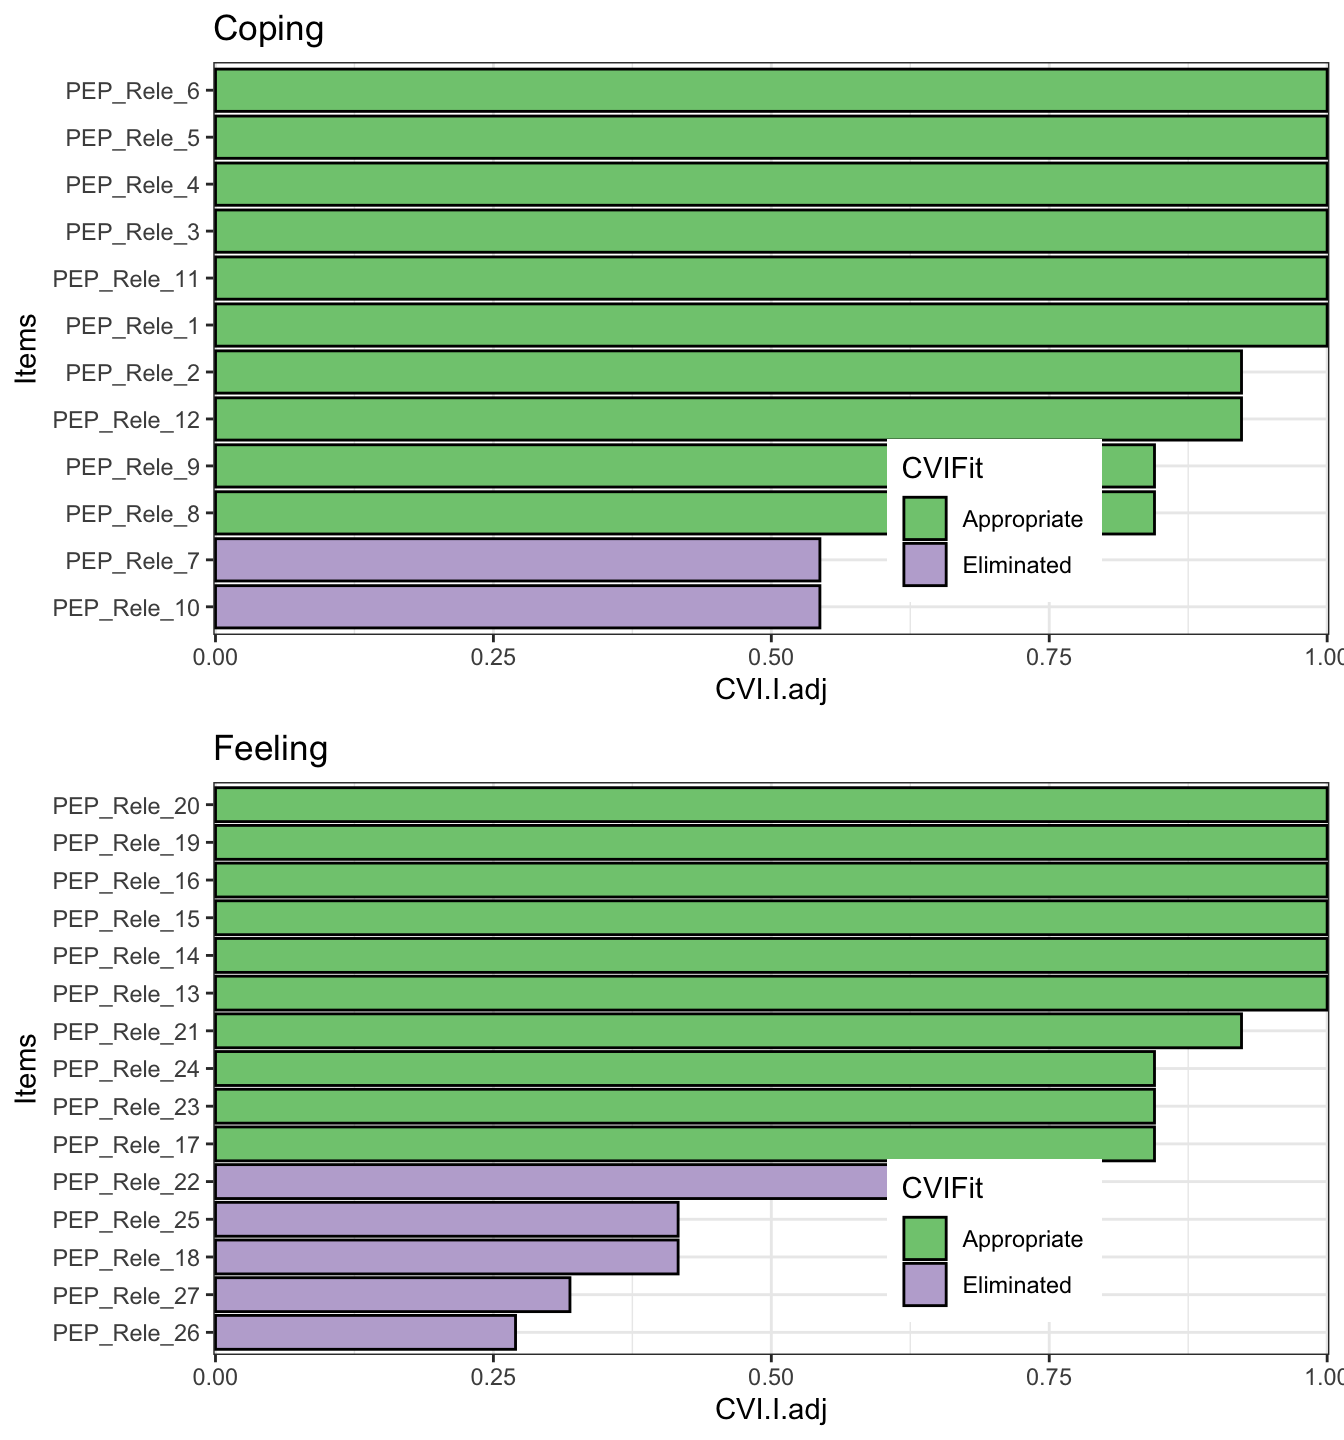 Coping
PEP_Rele_6
PEP_Rele_5
PEP_Rele_4
PEP_Rele_3
PEP_Rele_11
PEP_Rele_1
PEP_Rele_2
PEP_Rele_12
PEP_Rele_9
PEP_Rele_8
PEP_Rele_7
PEP_Rele_10
Items
CVIFit
Appropriate
Eliminated
0.00 0.25 0.50 0.75 1.00
CVI.I.adj
Feeling
PEP_Rele_20
PEP_Rele_19
PEP_Rele_16
PEP_Rele_15
PEP_Rele_14
PEP_Rele_13
PEP_Rele_21
PEP_Rele_24
PEP_Rele_23
PEP_Rele_17
PEP_Rele_22
PEP_Rele_25
PEP_Rele_18
PEP_Rele_27
PEP_Rele_26
Items
CVIFit
Appropriate
Eliminated
0.00 0.25 0.50 0.75 1.00
CVI.I.adj